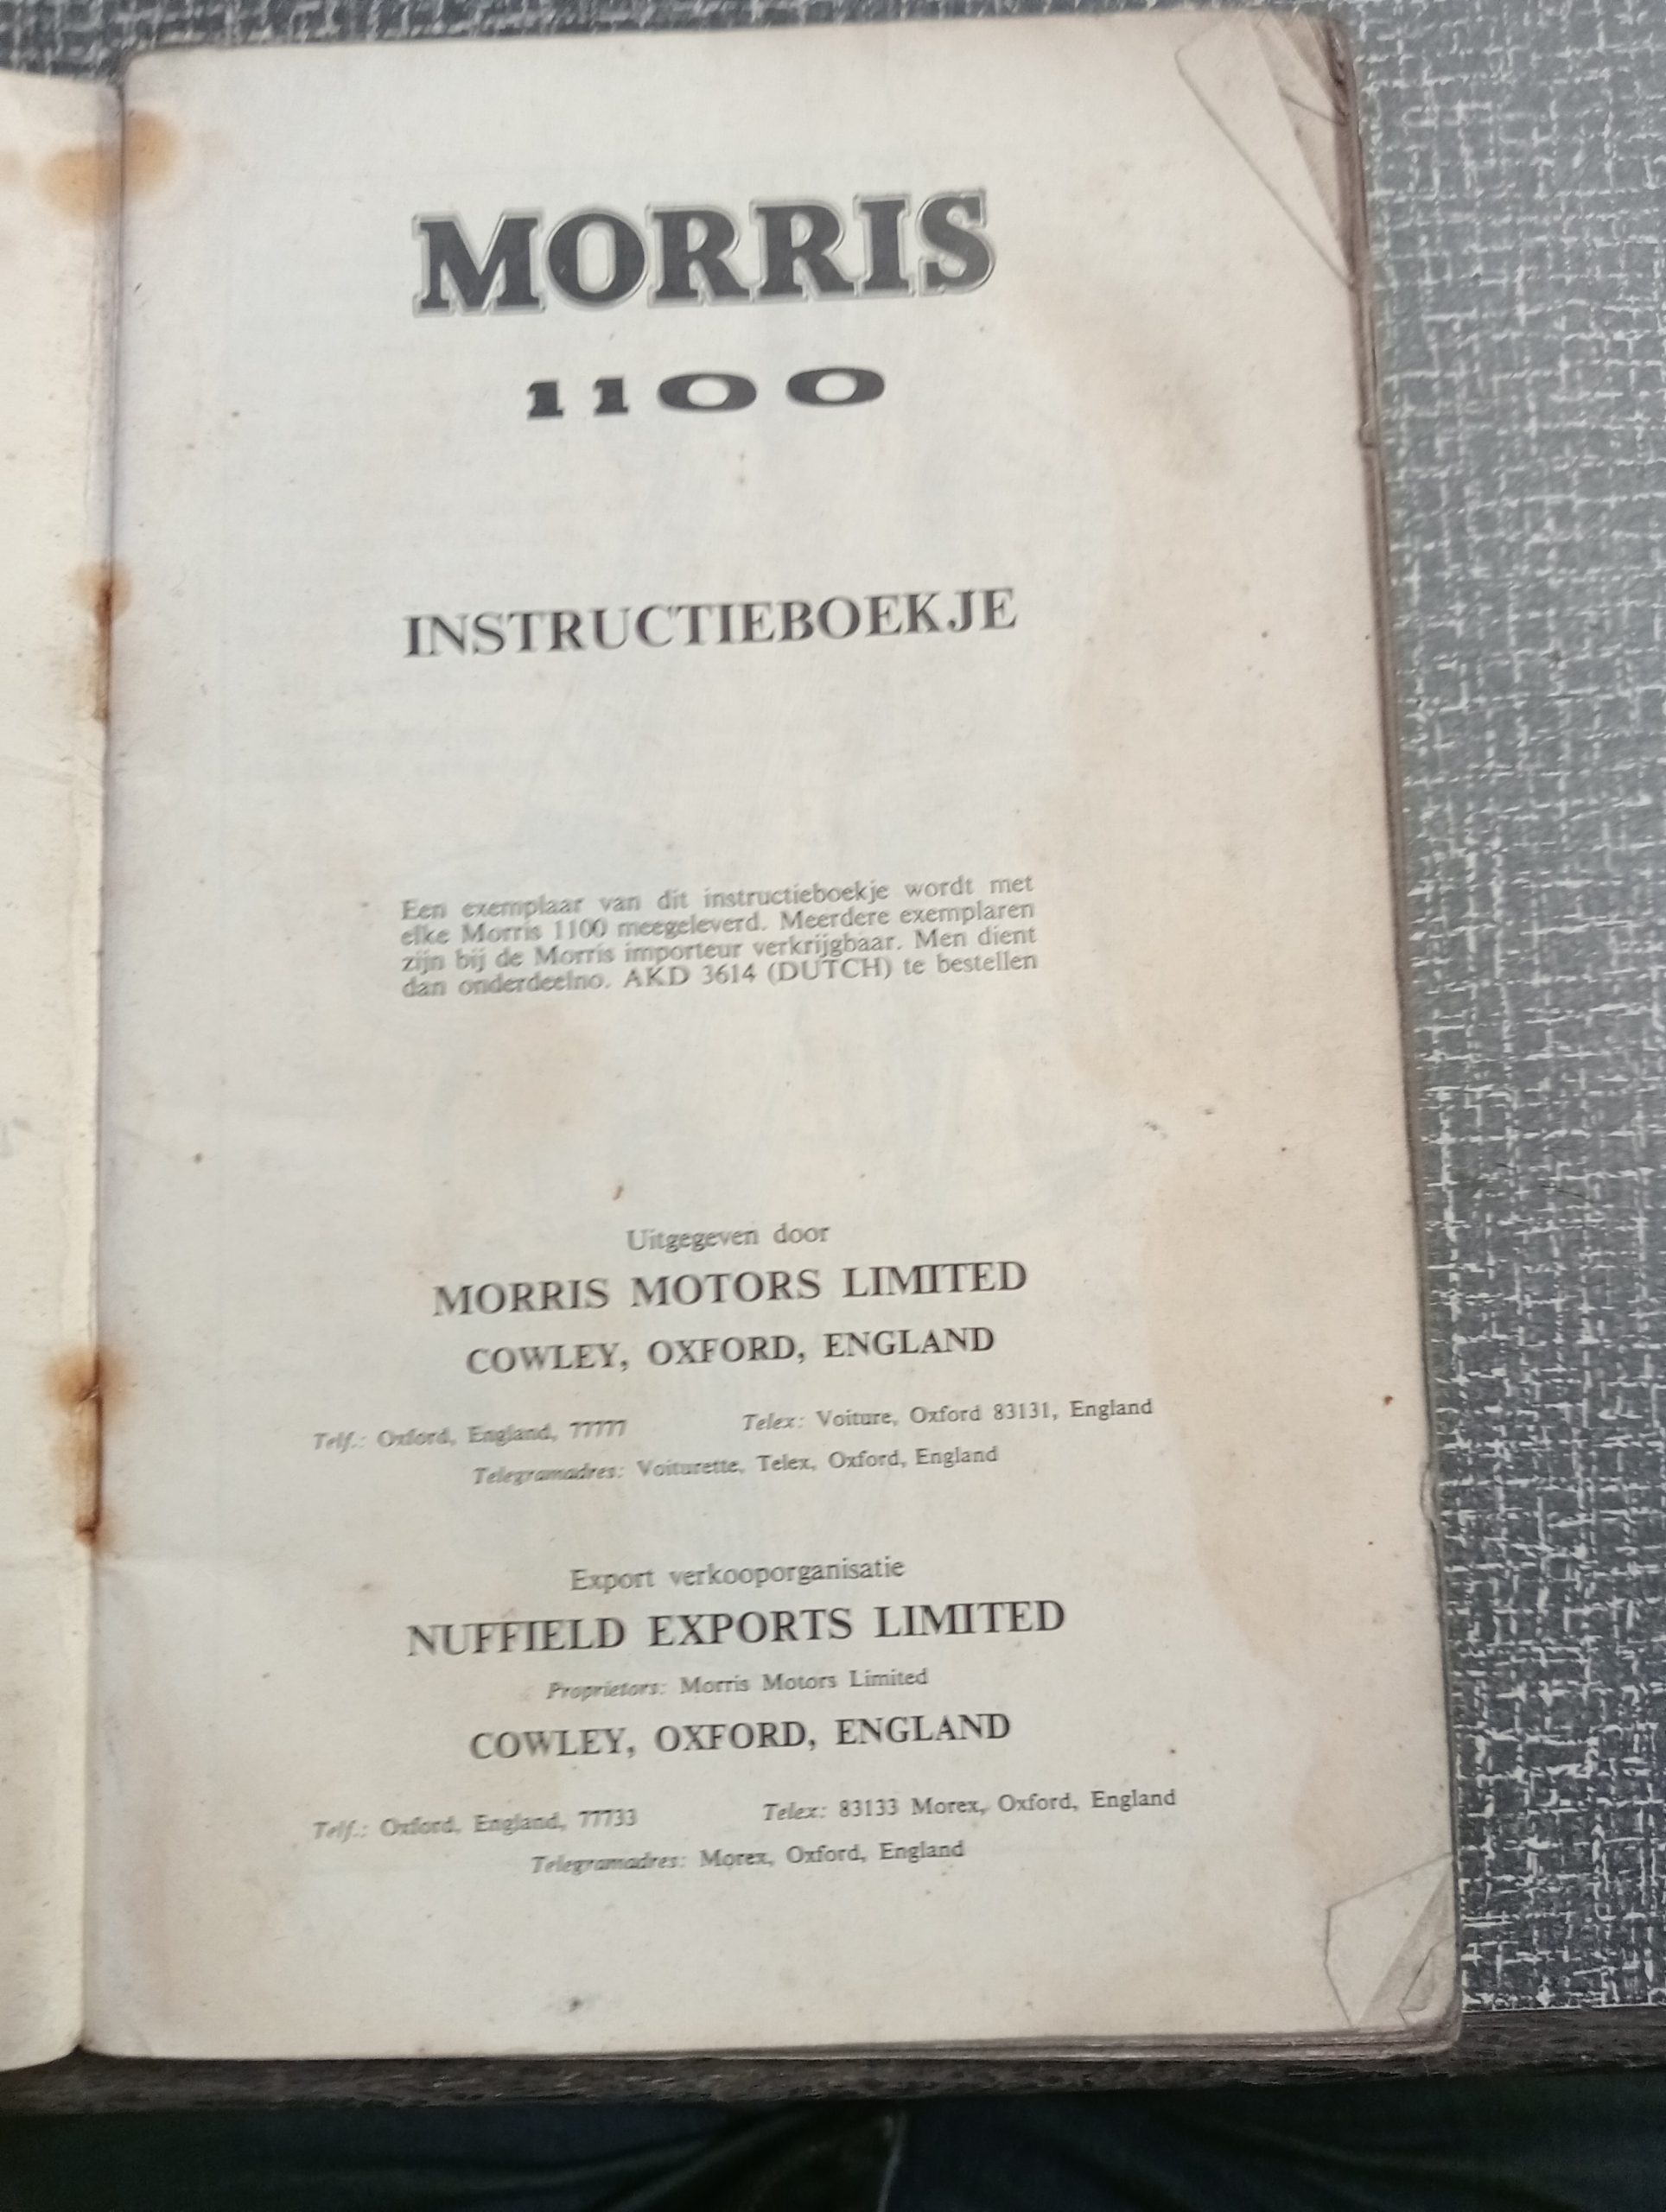 MORRIS
1100
INSTRUCTIEBOEKJE
Een exemplaar van dit instructieboekje wordt met
elke Morris 1100 meegeleverd. Meerdere exemplaren
zijn bij de Morris importeur verkrijgbaar. Men dient
dan onderdeelno. AKD 3614 (DUTCH) te bestellen
Uitgegeven door
MORRIS MOTORS LIMITED
COWLEY, OXFORD, ENGLAND
Telf.: Oxford, England, 77777 Telex: Voiture, Oxford 83131, England
Telegramadres: Voiturette, Telex, Oxford, England
Export verkooporganisatie
NUFFIELD EXPORTS LIMITED
Proprietors: Morris Motors Limited
COWLEY, OXFORD, ENGLAND
Telf.: Oxford, England, 77733 Telex: 83133 Morex, Oxford, England
Telegramadres: Morex, Oxford, England